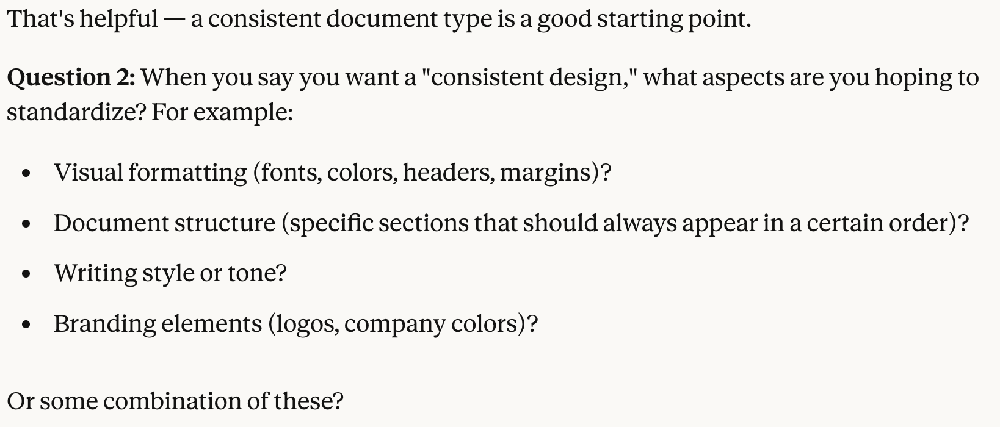 That's helpful — a consistent document type is a good starting point.
Question 2: When you say you want a "consistent design," what aspects are you hoping to
standardize? For example:
• Visual formatting (fonts, colors, headers, margins)?
• Document structure (specific sections that should always appear in a certain order)?
• Writing style or tone?
• Branding elements (logos, company colors)?
Or some combination of these?